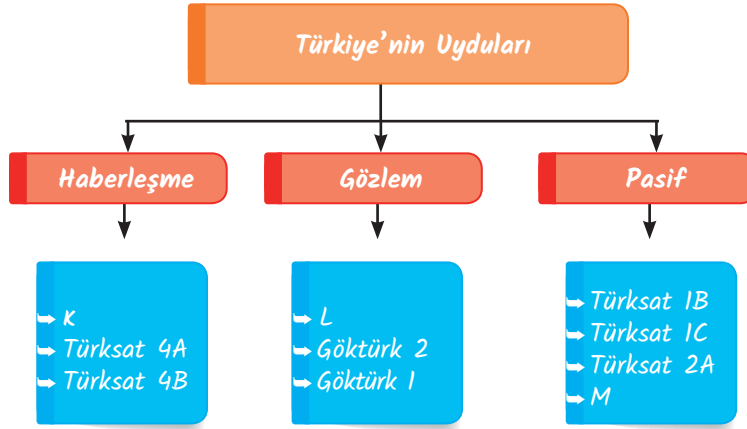 Türkiye'nin Uyduları
Haberleşme
Gözlem
Pasif
K
Türksat 4A
Türksat 4B
L
Göktürk 2
Göktürk 1
Türksat 1B
Türksat 1C
Türksat 2A
M